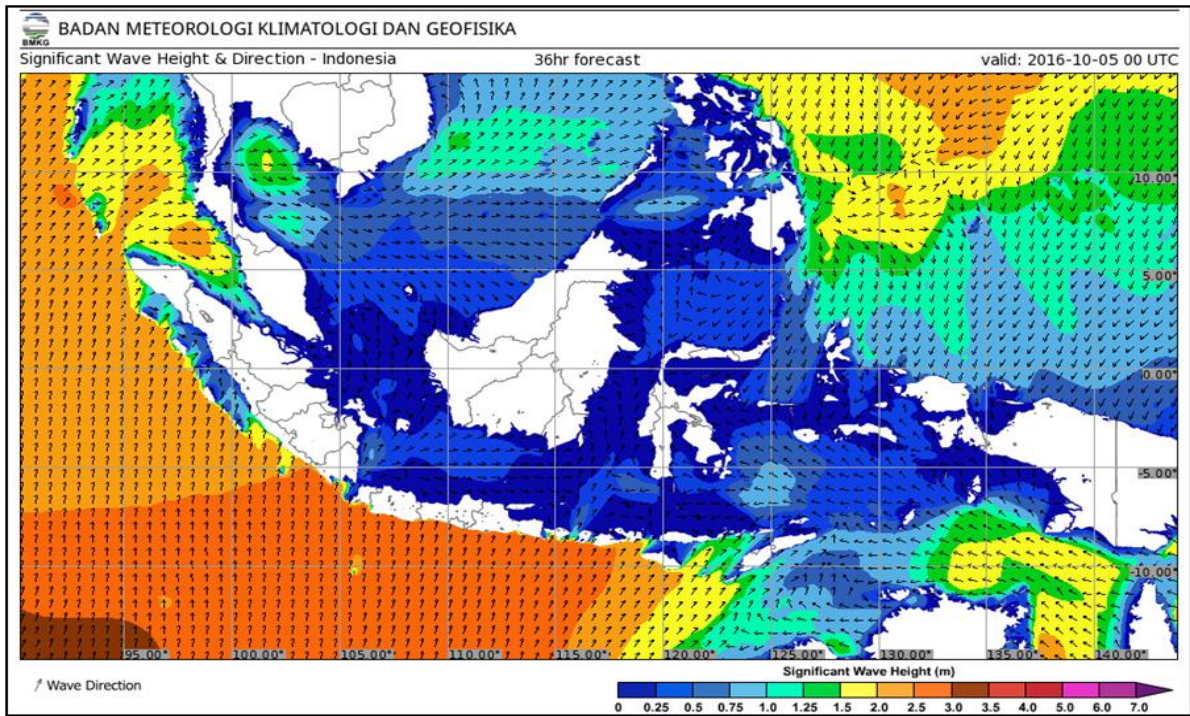 BMKG
BADAN METEOROLOGI KLIMATOLOGI DAN GEOFISIKA
Significant Wave Height & Direction - Indonesia 36hr forecast valid: 2016-10-05 00 UTC
10.00°
5.00°
0.00°
-5.00°
-10.00°
95.00° 100.00° 105.00° 110.00° 115.00° 120.00° 125.00° 130.00° 135.00° 140.00°
Wave Direction
Significant Wave Height (m)
0 0.25 0.5 0.75 1.0 1.25 1.5 2.0 2.5 3.0 3.5 4.0 5.0 6.0 7.0